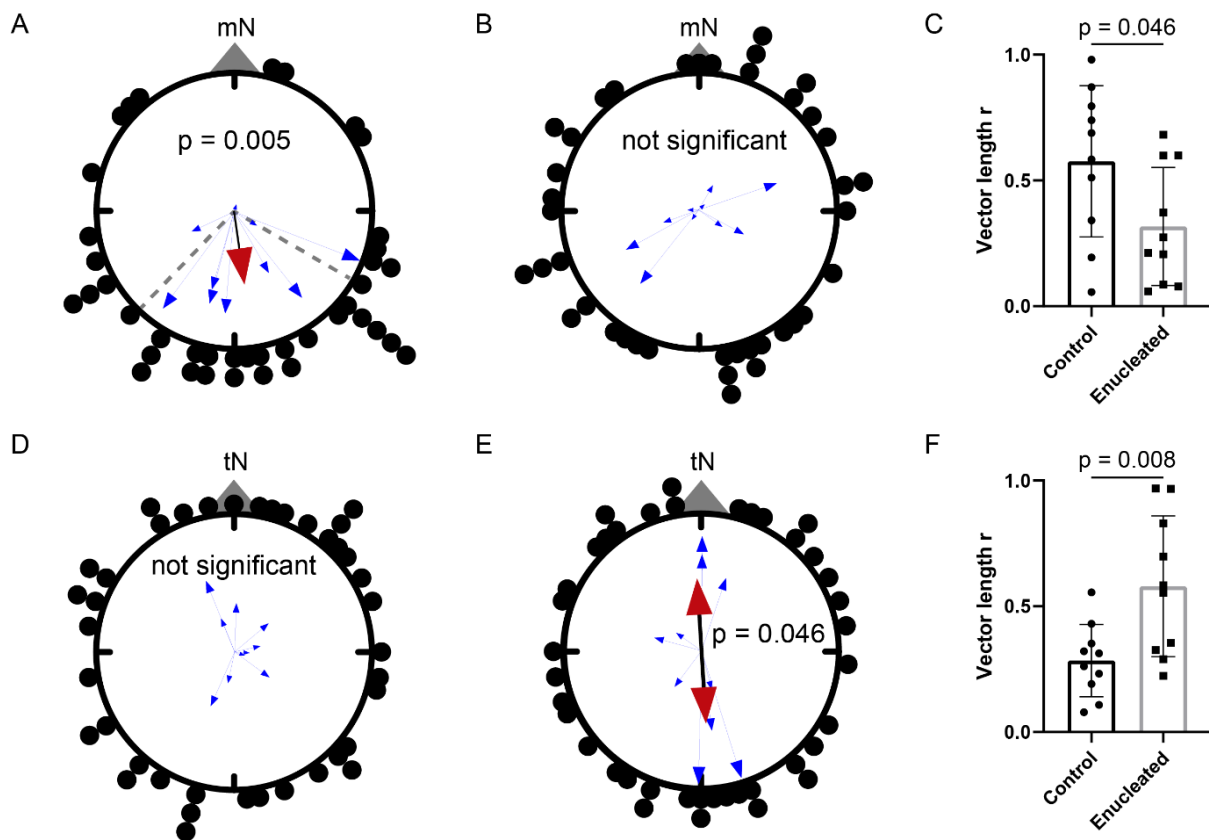 A
mN
p = 0.005
B
mN
not significant
C
p = 0.046
1.0
0.5
0.0
Vector length r
Control
Enucleated
D
tN
not significant
E
tN
p = 0.046
F
p = 0.008
1.0
0.5
0.0
Vector length r
Control
Enucleated